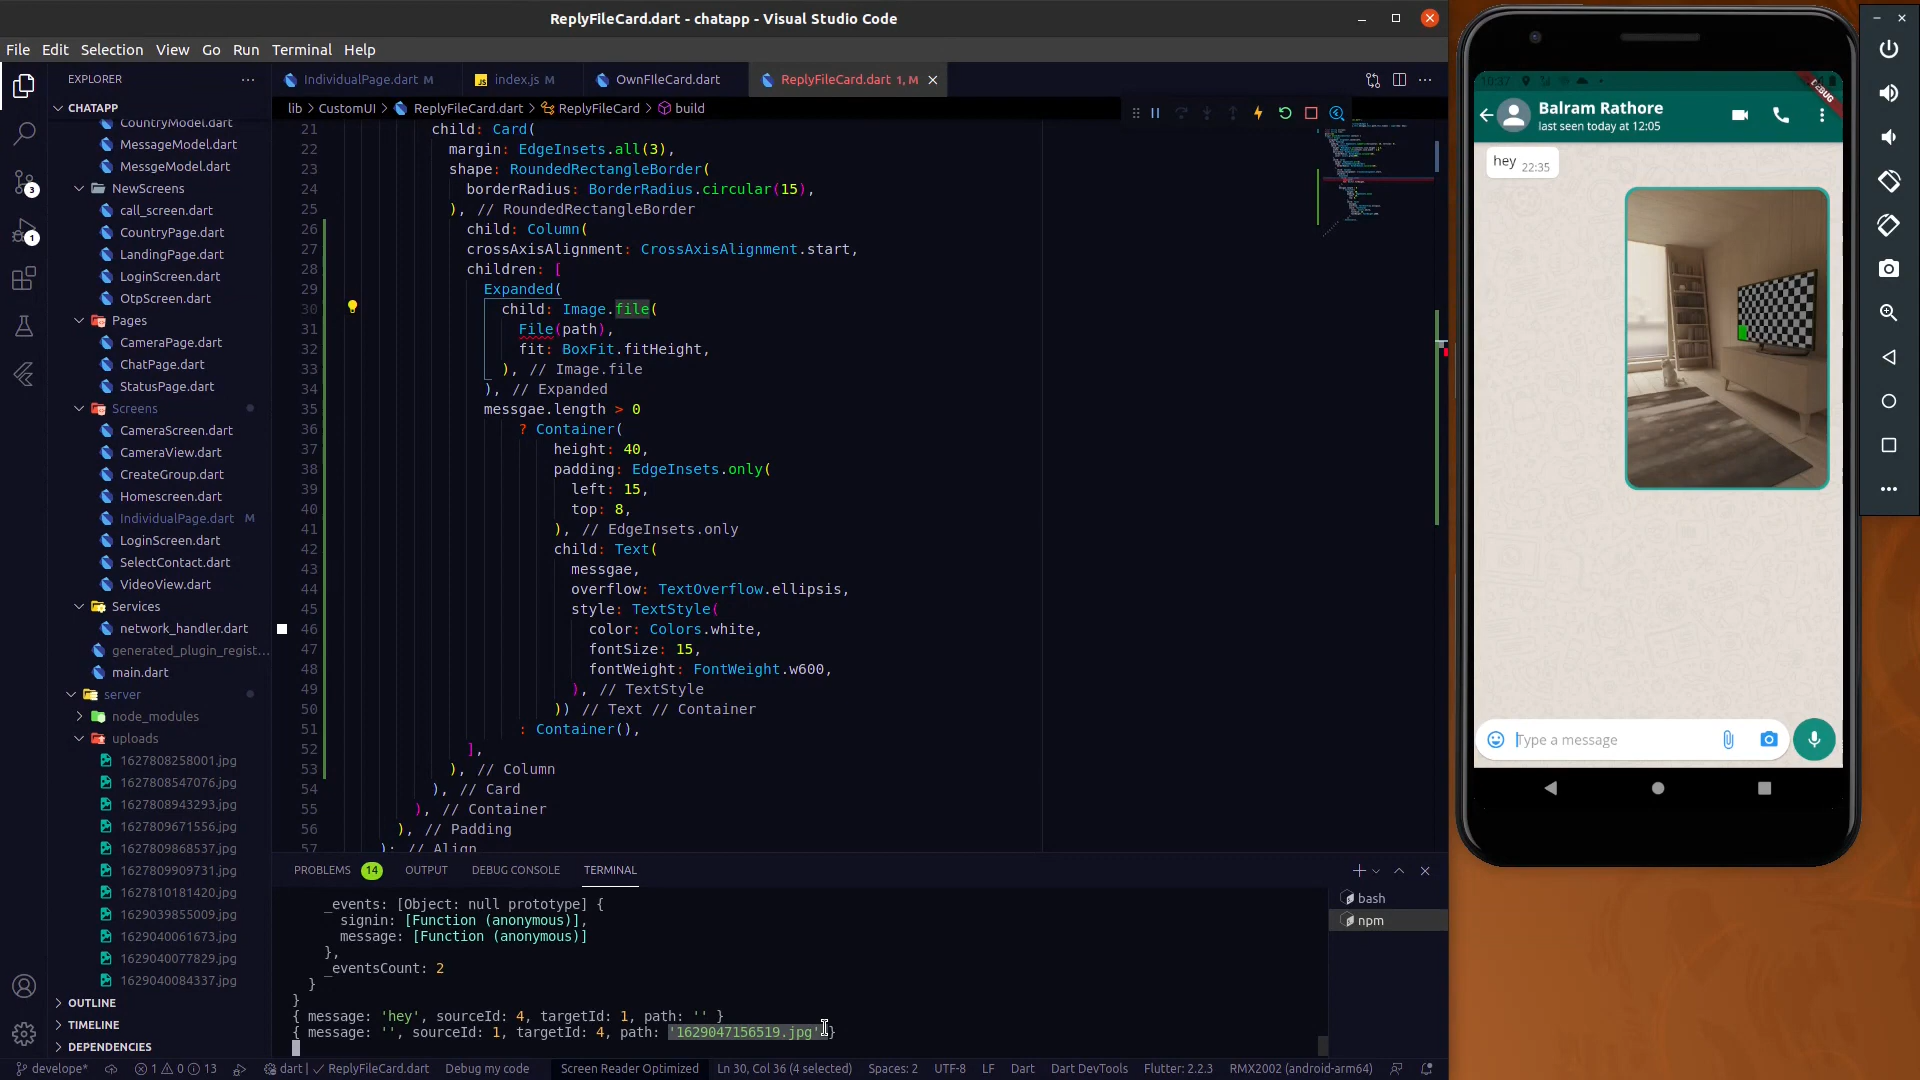 ReplyFileCard.dart - chatapp - Visual Studio Code
File Edit Selection View Go Run Terminal Help
EXPLORER
IndividualPage.dart M
index.js M
OwnFIleCard.dart
ReplyFileCard.dart 1, M
CHATAPP
lib > CustomUI > ReplyFileCard.dart > ReplyFileCard > build
CountryModel.dart
MessageModel.dart
MessgeModel.dart
NewScreens
call_screen.dart
CountryPage.dart
LandingPage.dart
LoginScreen.dart
OtpScreen.dart
Pages
CameraPage.dart
ChatPage.dart
StatusPage.dart
Screens
CameraScreen.dart
CameraView.dart
CreateGroup.dart
Homescreen.dart
IndividualPage.dart M
LoginScreen.dart
SelectContact.dart
VideoView.dart
Services
network_handler.dart
generated_plugin_regist...
main.dart
server
node_modules
uploads
1627808258001.jpg
1627808547076.jpg
1627808943293.jpg
1627809671556.jpg
1627809868537.jpg
1627809909731.jpg
1627810181420.jpg
1629039855009.jpg
1629040061673.jpg
1629040077829.jpg
1629040084337.jpg
OUTLINE
TIMELINE
DEPENDENCIES
3
1
21 child: Card(
22 margin: EdgeInsets.all(3),
23 shape: RoundedRectangleBorder(
24 borderRadius: BorderRadius.circular(15),
25 ), // RoundedRectangleBorder
26 child: Column(
27 crossAxisAlignment: CrossAxisAlignment.start,
28 children: [
29 Expanded(
30 child: Image.file(
31 File(path),
32 fit: BoxFit.fitHeight,
33 ), // Image.file
34 ), // Expanded
35 messgae.length > 0
36 ? Container(
37 height: 40,
38 padding: EdgeInsets.only(
39 left: 15,
40 top: 8,
41 ), // EdgeInsets.only
42 child: Text(
43 messgae,
44 overflow: TextOverflow.ellipsis,
45 style: TextStyle(
46 color: Colors.white,
47 fontSize: 15,
48 fontWeight: FontWeight.w600,
49 ), // TextStyle
50 )) // Text // Container
51 : Container(),
52 ],
53 ), // Column
54 ), // Card
55 ), // Container
56 ), // Padding
57 ); // Align
PROBLEMS 14 OUTPUT DEBUG CONSOLE TERMINAL
bash
npm
_events: [Object: null prototype] {
signin: [Function (anonymous)],
message: [Function (anonymous)]
},
_eventsCount: 2
}
}
{ message: 'hey', sourceId: 4, targetId: 1, path: '' }
{ message: '', sourceId: 1, targetId: 4, path: '1629047156519.jpg' }
develope* 1 0 13 dart | ReplyFileCard.dart Debug my code Screen Reader Optimized Ln 30, Col 36 (4 selected) Spaces: 2 UTF-8 LF Dart Dart DevTools Flutter: 2.2.3 RMX2002 (android-arm64)
10:37
DEBUG
Balram Rathore
last seen today at 12:05
hey 22:35
Type a message